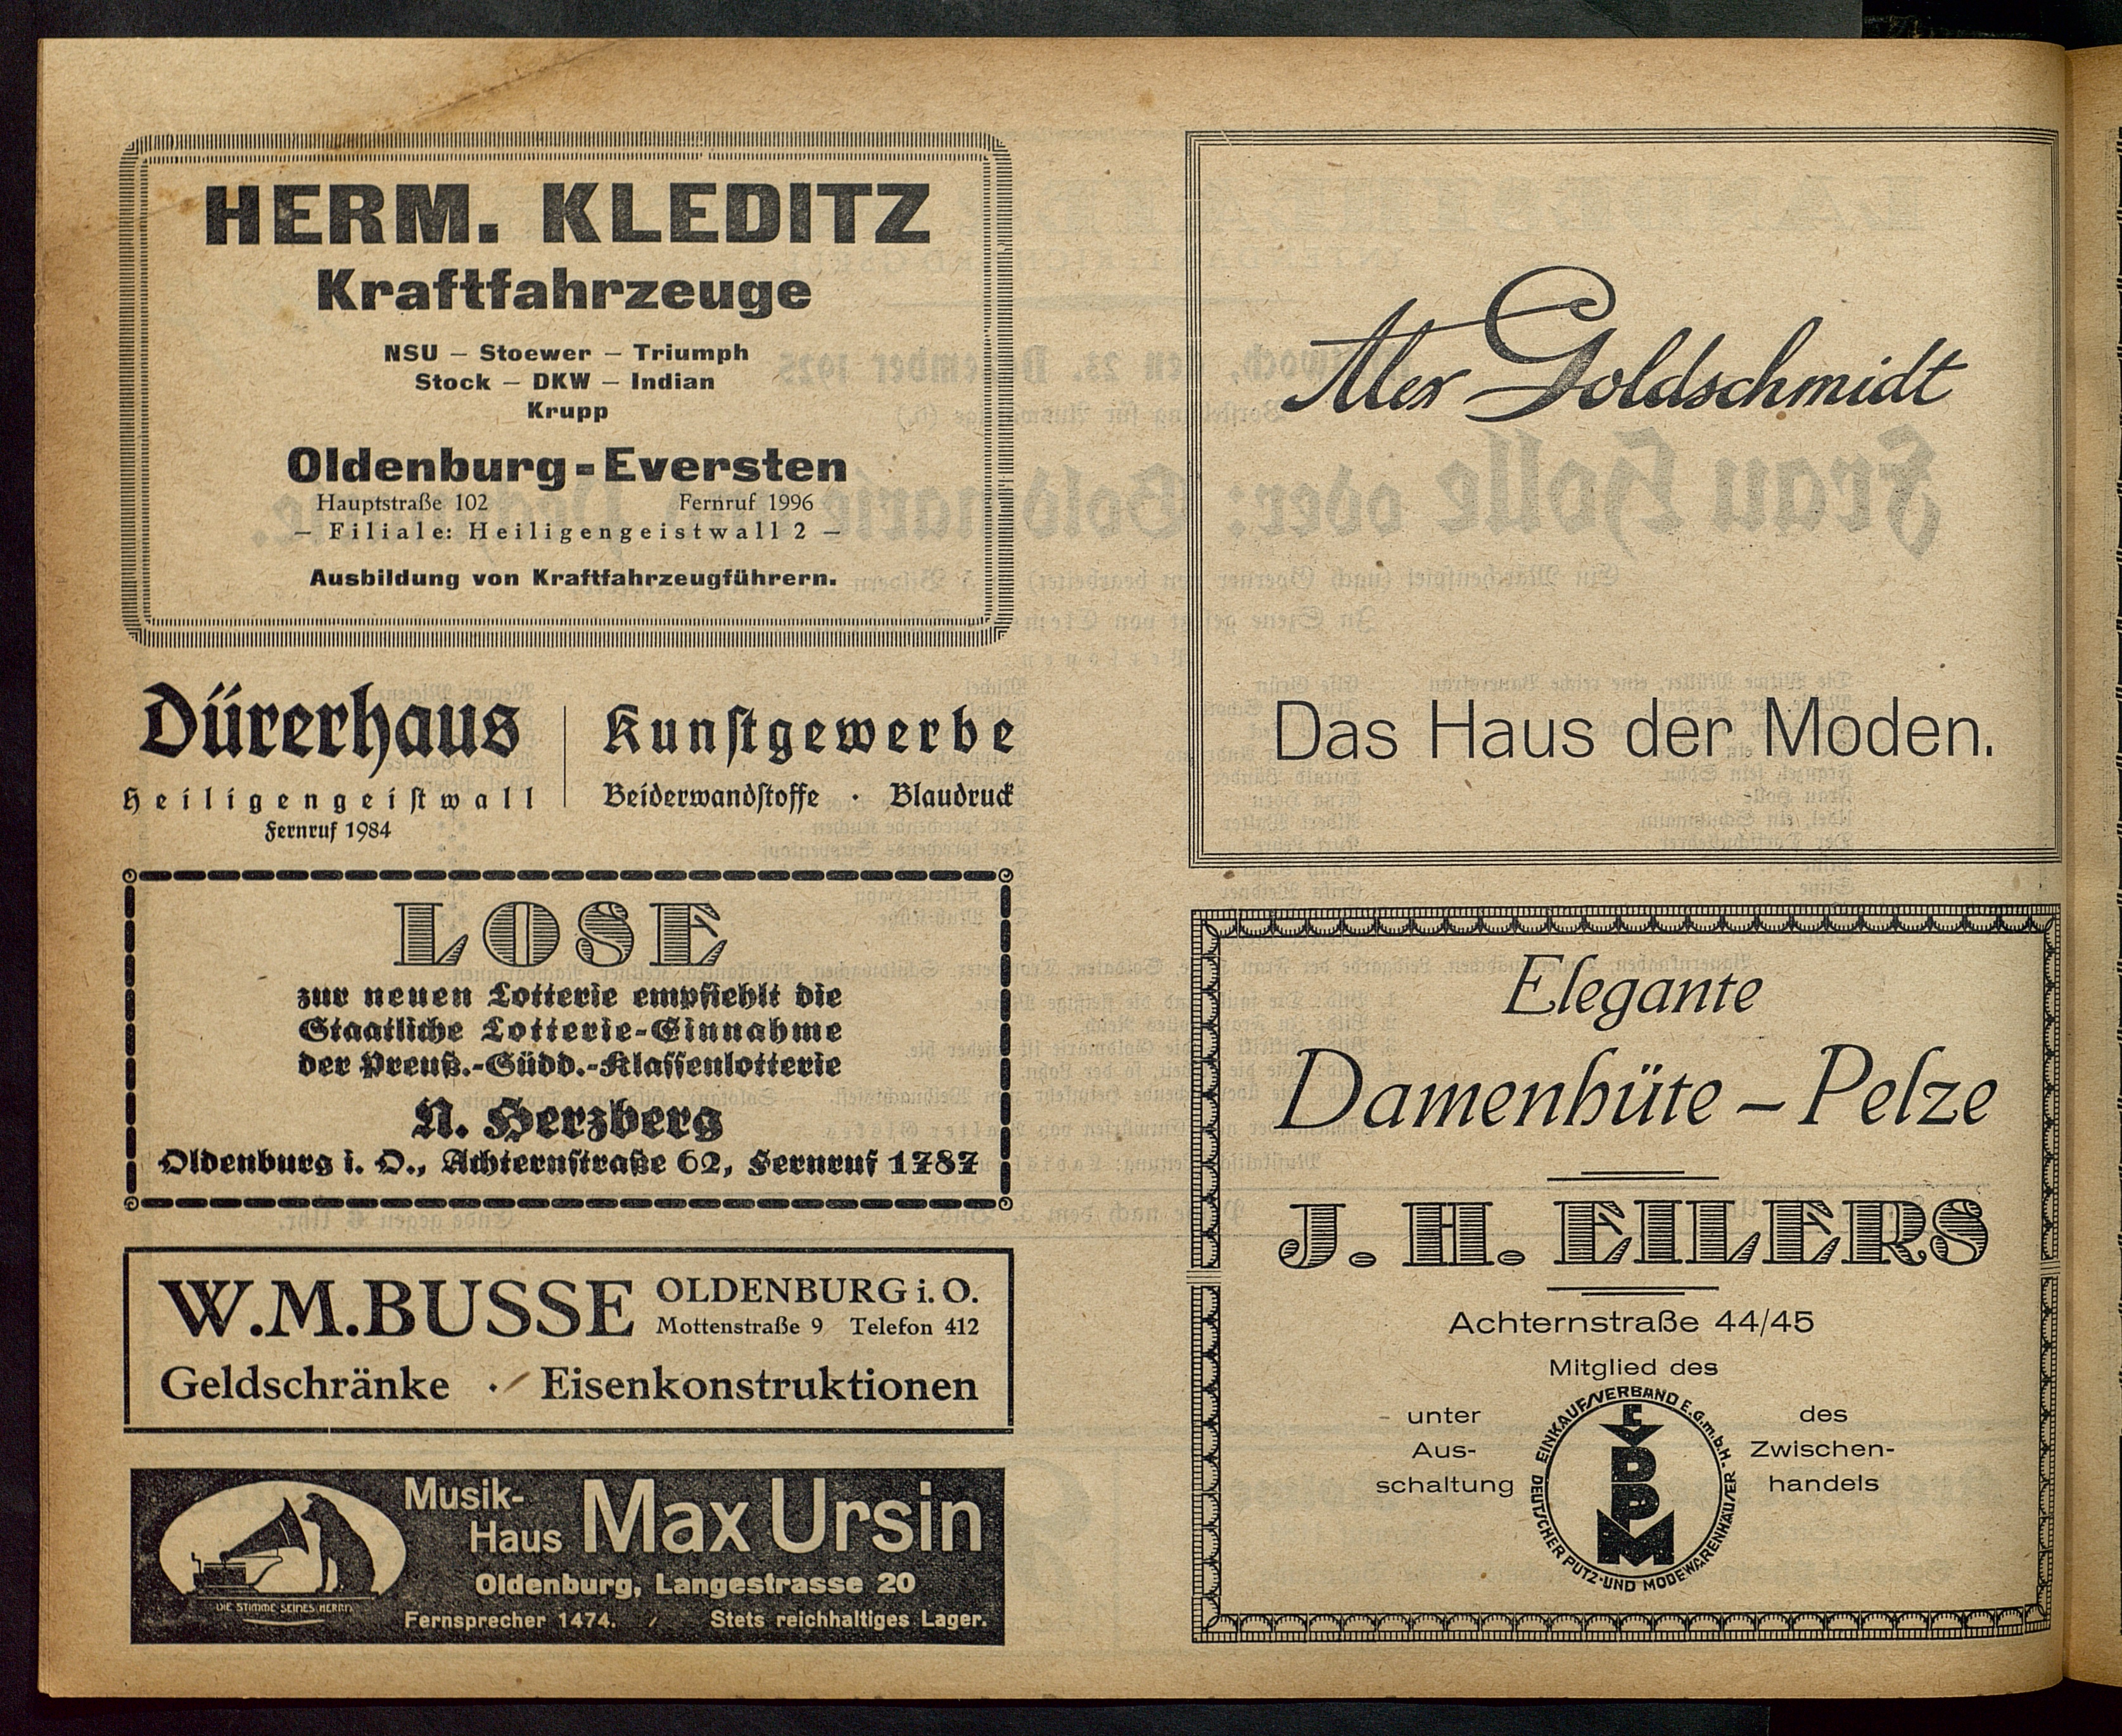 HERM. KLEDITZ
Kraftfahrzeuge
NSU — Stoewer — Triumph
Stock — DKW — Indian
Krupp
Oldenburg-Eversten
Hauptstraße 102 Fernruf 1996
— Filiale: Heiligengeistwall 2 —
Ausbildung von Kraftfahrzeugführern.
Dürerhaus
Heiligengeistwall
Fernruf 1984
Kunstgewerbe
Beiderwandstoffe · Blaudruck
LOSE
zur neuen Lotterie empfiehlt die
Staatliche Lotterie-Einnahme
der Preuß.-Südd.-Klassenlotterie
N. Herzberg
Oldenburg i. O., Achternstraße 62, Fernruf 1787
W.M.BUSSE OLDENBURG i. O.
Mottenstraße 9 Telefon 412
Geldschränke · Eisenkonstruktionen
DIE STIMME SEINES HERRN
Musik-
Haus Max Ursin
Oldenburg, Langestrasse 20
Fernsprecher 1474. Stets reichhaltiges Lager.
Alex Goldschmidt
Das Haus der Moden.
Elegante
Damenhüte – Pelze
J. H. EILERS
Achternstraße 44/45
Mitglied des
unter
Aus-
schaltung
EINKAUFSVERBAND E.G.m.b.H. DEUTSCHER PUTZ-UND MODEWARENHÄUSER
E
V
D
P
M
des
Zwischen-
handels